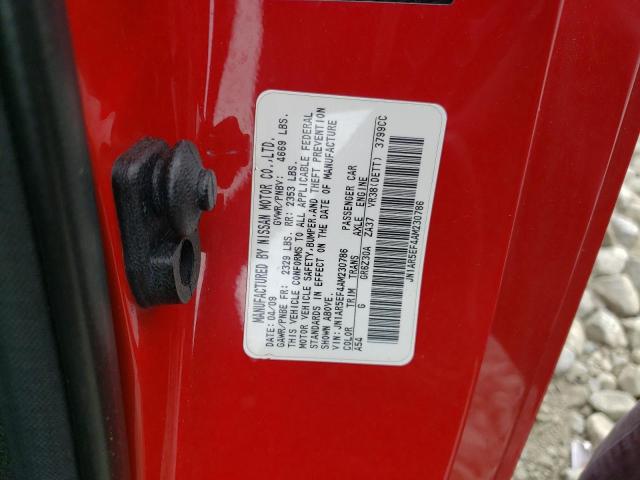 MANUFACTURED BY NISSAN MOTOR CO.,LTD.
DATE: 04/09 GVWR/PNBV: 4669 LBS.
GAWR/PNBE FR: 2329 LBS. RR: 2353 LBS.
THIS VEHICLE CONFORMS TO ALL APPLICABLE FEDERAL
MOTOR VEHICLE SAFETY, BUMPER, AND THEFT PREVENTION
STANDARDS IN EFFECT ON THE DATE OF MANUFACTURE
SHOWN ABOVE.
VIN: JN1AR5EF4AM230786 PASSENGER CAR
COLOR TRIM TRANS AXLE ENGINE
A54 G GR6Z30A ZA37 VR38(DETT) 3799CC
JN1AR5EF4AM230786